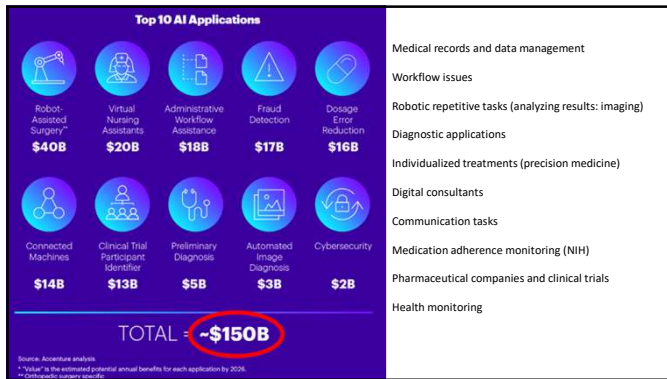 Top 10 AI Applications
Robot-
Assisted
Surgery**
$40B
Virtual
Nursing
Assistants
$20B
Administrative
Workflow
Assistance
$18B
Fraud
Detection
$17B
Dosage
Error
Reduction
$16B
Connected
Machines
$14B
Clinical Trial
Participant
Identifier
$13B
Preliminary
Diagnosis
$5B
Automated
Image
Diagnosis
$3B
Cybersecurity
$2B
TOTAL = ~$150B
Source: Accenture analysis
* "Value" is the estimated potential annual benefits for each application by 2026.
** Orthopedic surgery specific
Medical records and data management
Workflow issues
Robotic repetitive tasks (analyzing results: imaging)
Diagnostic applications
Individualized treatments (precision medicine)
Digital consultants
Communication tasks
Medication adherence monitoring (NIH)
Pharmaceutical companies and clinical trials
Health monitoring